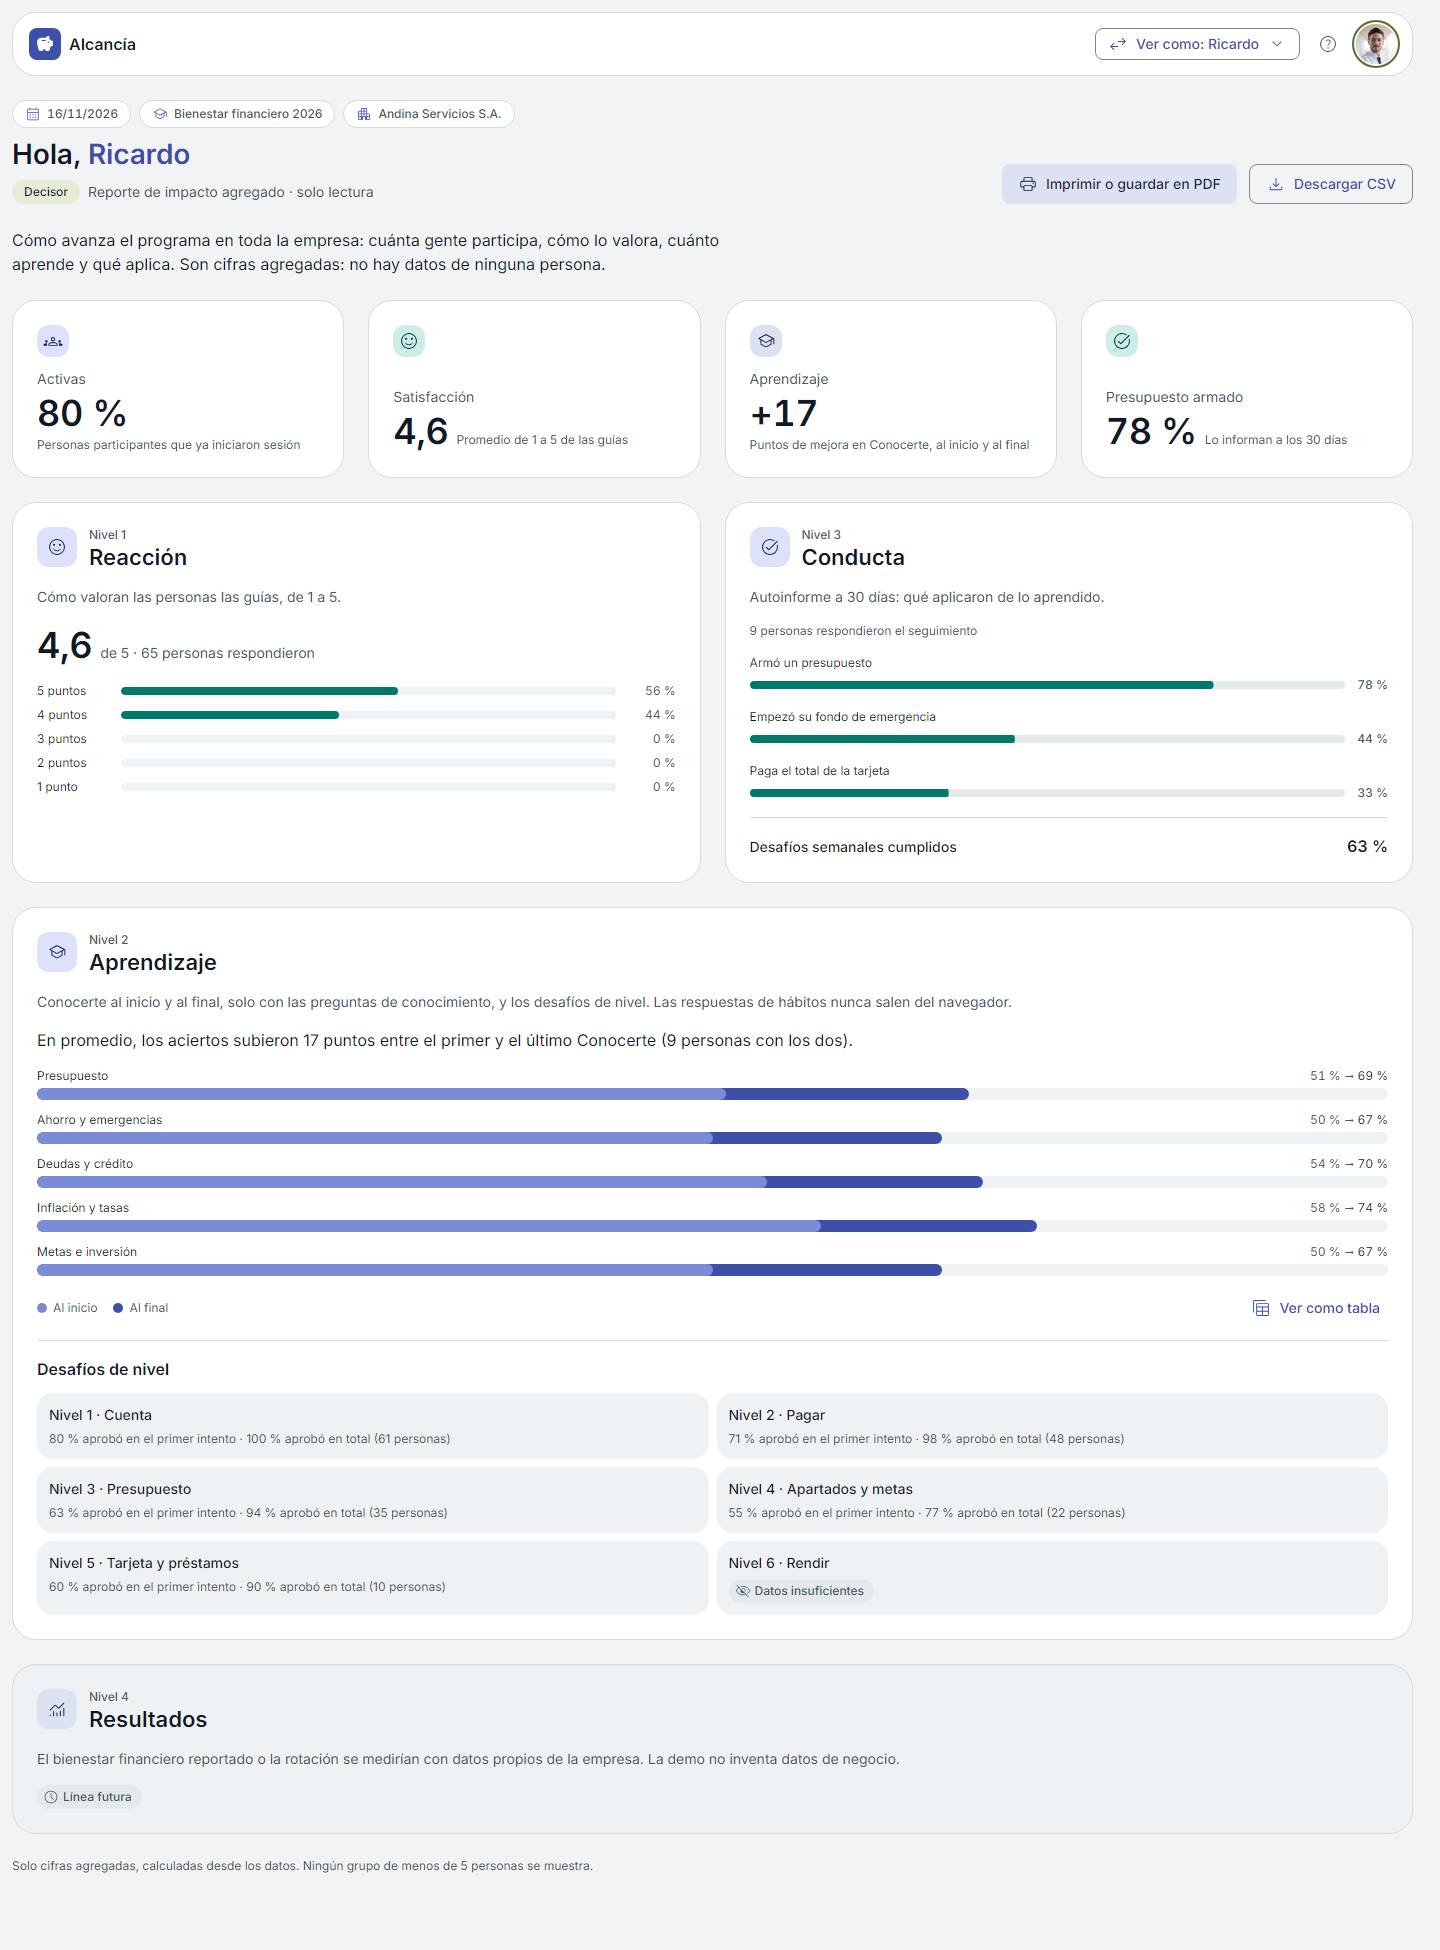 Alcancía
Ver como: Ricardo
16/11/2026
Bienestar financiero 2026
Andina Servicios S.A.
Hola, Ricardo
Decisor
Reporte de impacto agregado · solo lectura
Imprimir o guardar en PDF
Descargar CSV
Cómo avanza el programa en toda la empresa: cuánta gente participa, cómo lo valora, cuánto
aprende y qué aplica. Son cifras agregadas: no hay datos de ninguna persona.
Activas
80 %
Personas participantes que ya iniciaron sesión
Satisfacción
4,6 Promedio de 1 a 5 de las guías
Aprendizaje
+17
Puntos de mejora en Conocerte, al inicio y al final
Presupuesto armado
78 % Lo informan a los 30 días
Nivel 1
Reacción
Cómo valoran las personas las guías, de 1 a 5.
4,6 de 5 · 65 personas respondieron
5 puntos 56 %
4 puntos 44 %
3 puntos 0 %
2 puntos 0 %
1 punto 0 %
Nivel 3
Conducta
Autoinforme a 30 días: qué aplicaron de lo aprendido.
9 personas respondieron el seguimiento
Armó un presupuesto
78 %
Empezó su fondo de emergencia
44 %
Paga el total de la tarjeta
33 %
Desafíos semanales cumplidos 63 %
Nivel 2
Aprendizaje
Conocerte al inicio y al final, solo con las preguntas de conocimiento, y los desafíos de nivel. Las respuestas de hábitos nunca salen del navegador.
En promedio, los aciertos subieron 17 puntos entre el primer y el último Conocerte (9 personas con los dos).
Presupuesto 51 % → 69 %
Ahorro y emergencias 50 % → 67 %
Deudas y crédito 54 % → 70 %
Inflación y tasas 58 % → 74 %
Metas e inversión 50 % → 67 %
Al inicio Al final
Ver como tabla
Desafíos de nivel
Nivel 1 · Cuenta
80 % aprobó en el primer intento · 100 % aprobó en total (61 personas)
Nivel 2 · Pagar
71 % aprobó en el primer intento · 98 % aprobó en total (48 personas)
Nivel 3 · Presupuesto
63 % aprobó en el primer intento · 94 % aprobó en total (35 personas)
Nivel 4 · Apartados y metas
55 % aprobó en el primer intento · 77 % aprobó en total (22 personas)
Nivel 5 · Tarjeta y préstamos
60 % aprobó en el primer intento · 90 % aprobó en total (10 personas)
Nivel 6 · Rendir
Datos insuficientes
Nivel 4
Resultados
El bienestar financiero reportado o la rotación se medirían con datos propios de la empresa. La demo no inventa datos de negocio.
Línea futura
Solo cifras agregadas, calculadas desde los datos. Ningún grupo de menos de 5 personas se muestra.